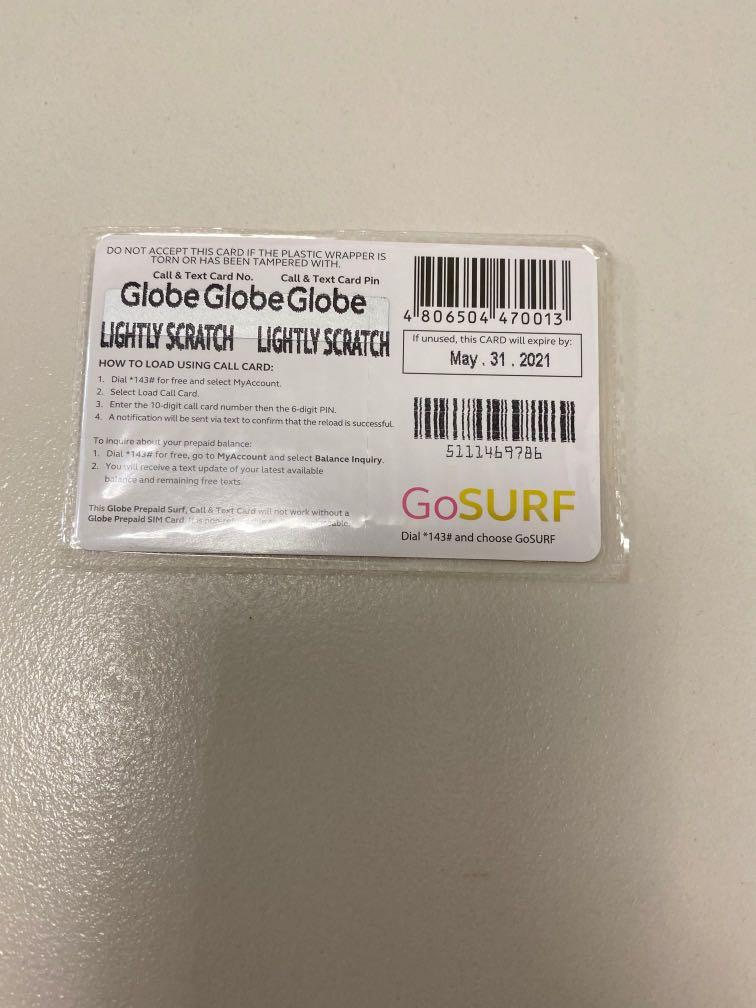 DO NOT ACCEPT THIS CARD IF THE PLASTIC WRAPPER IS
TORN OR HAS BEEN TAMPERED WITH.
Call & Text Card No. Call & Text Card Pin
Globe Globe Globe
LIGHTLY SCRATCH LIGHTLY SCRATCH
HOW TO LOAD USING CALL CARD:
1. Dial *143# for free and select MyAccount.
2. Select Load Call Card.
3. Enter the 10-digit call card number then the 6-digit PIN.
4. A notification will be sent via text to confirm that the reload is successful.
To inquire about your prepaid balance:
1. Dial *143# for free, go to MyAccount and select Balance Inquiry.
2. You will receive a text update of your latest available
balance and remaining free texts.
This Globe Prepaid Surf, Call & Text Card will not work without a
Globe Prepaid SIM Card. It is
4 806504 470013
If unused, this CARD will expire by:
May . 31 . 2021
5111469786
GoSURF
Dial *143# and choose GoSURF